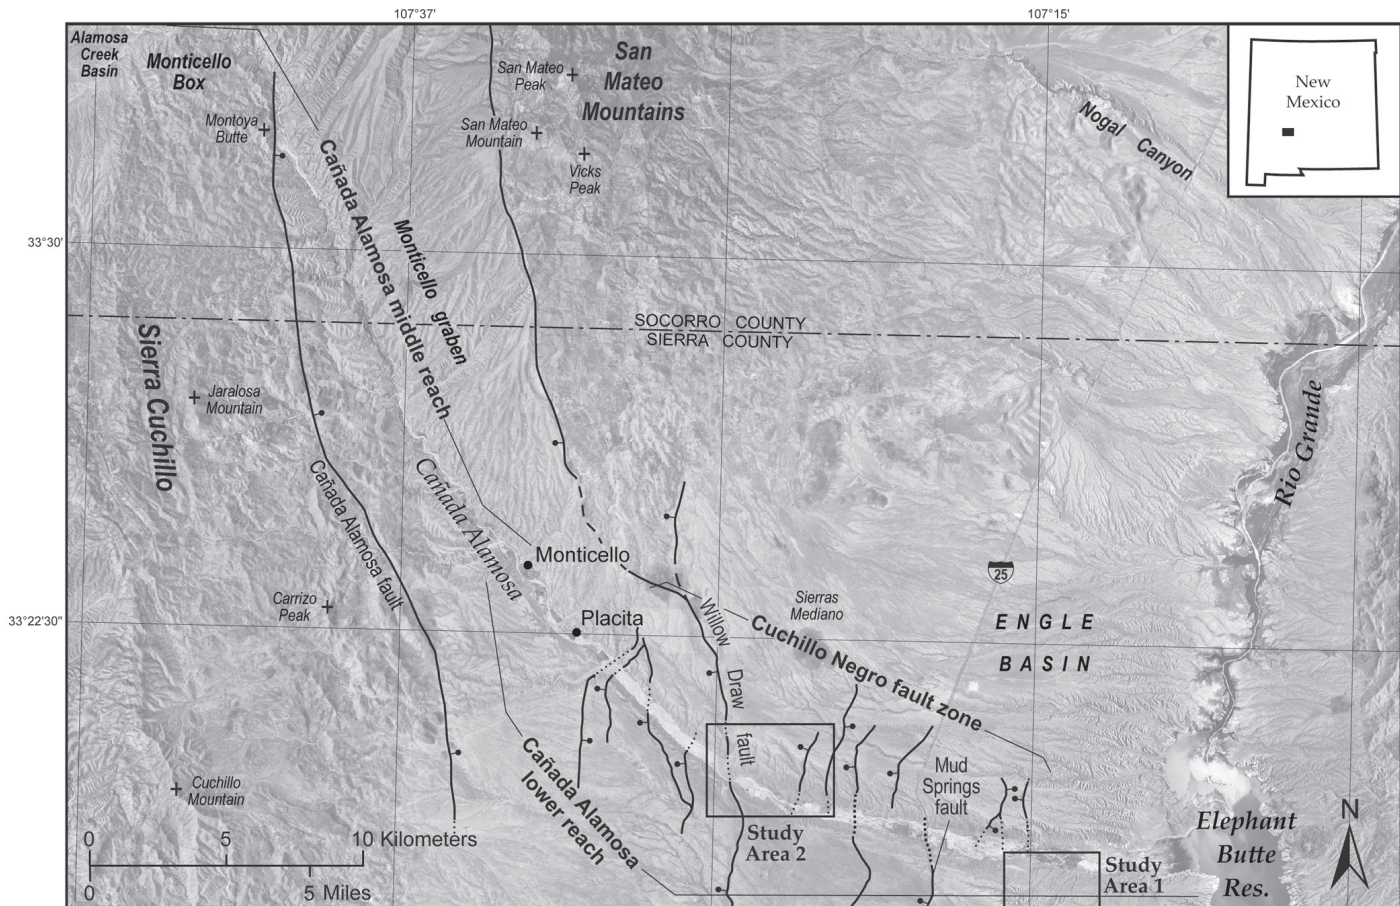 107°37'
107°15'
Alamosa
Creek
Basin
Monticello
Box
San Mateo
Peak
San
Mateo
Mountains
New
Mexico
Montoya
Butte
San Mateo
Mountain
Vicks
Peak
Nogal Canyon
33°30'
Cañada Alamosa middle reach
Monticello graben
SOCORRO COUNTY
SIERRA COUNTY
Sierra Cuchillo
Jaralosa
Mountain
Rio Grande
Cañada Alamosa fault
Cañada Alamosa
Monticello
25
Carrizo
Peak
Placita
Willow Draw fault
Sierras
Mediano
ENGLE
BASIN
33°22'30"
Cuchillo Negro fault zone
Cañada Alamosa
lower reach
Mud
Springs
fault
Cuchillo
Mountain
Study
Area 2
Elephant
Butte
Res.
Study
Area 1
N
0 5 10 Kilometers
0 5 Miles